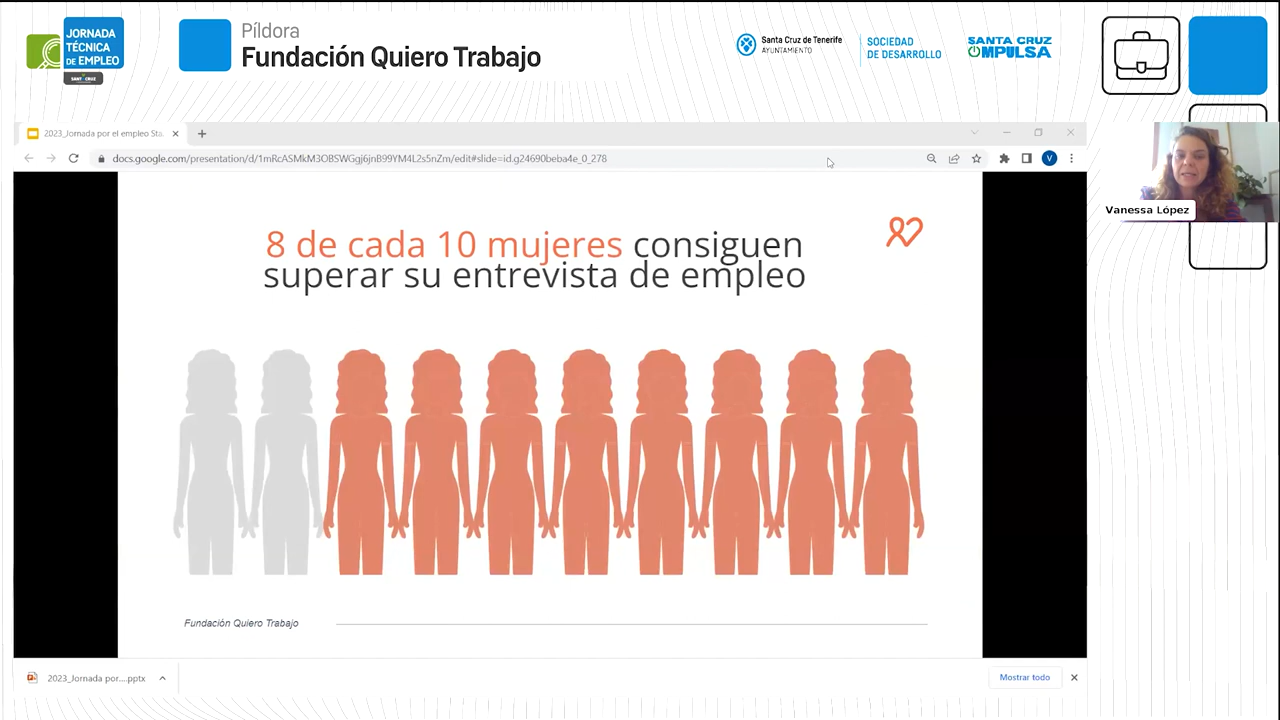 JORNADA
TÉCNICA
DE EMPLEO
Píldora
Fundación Quiero Trabajo
Santa Cruz de Tenerife
AYUNTAMIENTO
SOCIEDAD
DE DESARROLLO
SANTA CRUZ
MPULSA
2023_Jornada por el empleo Sta.
docs.google.com/presentation/d/1mRcASMkM3OBSWGgj6jnB99YM4L2s5nZm/edit#slide=id.g24690beba4e_0_278
V
Vanessa López
8 de cada 10 mujeres consiguen
superar su entrevista de empleo
Fundación Quiero Trabajo
2023_Jornada por....pptx
Mostrar todo